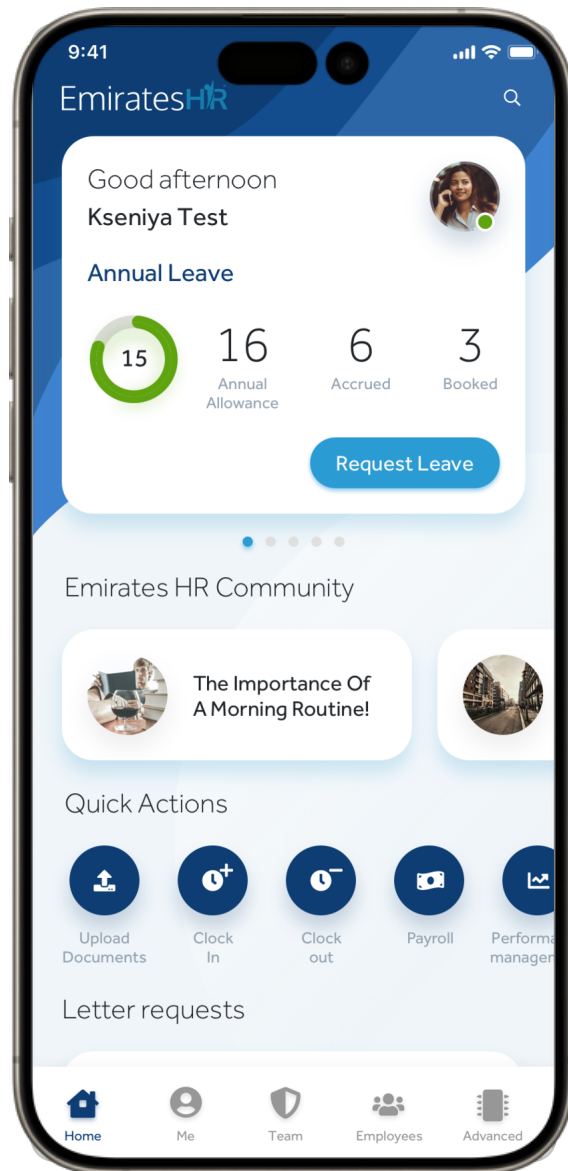 9:41
EmiratesHR
Good afternoon
Kseniya Test
Annual Leave
15
16
Annual
Allowance
6
Accrued
3
Booked
Request Leave
Emirates HR Community
The Importance Of
A Morning Routine!
Quick Actions
Upload
Documents
Clock
In
Clock
out
Payroll
Performa
manager
Letter requests
Home
Me
Team
Employees
Advanced